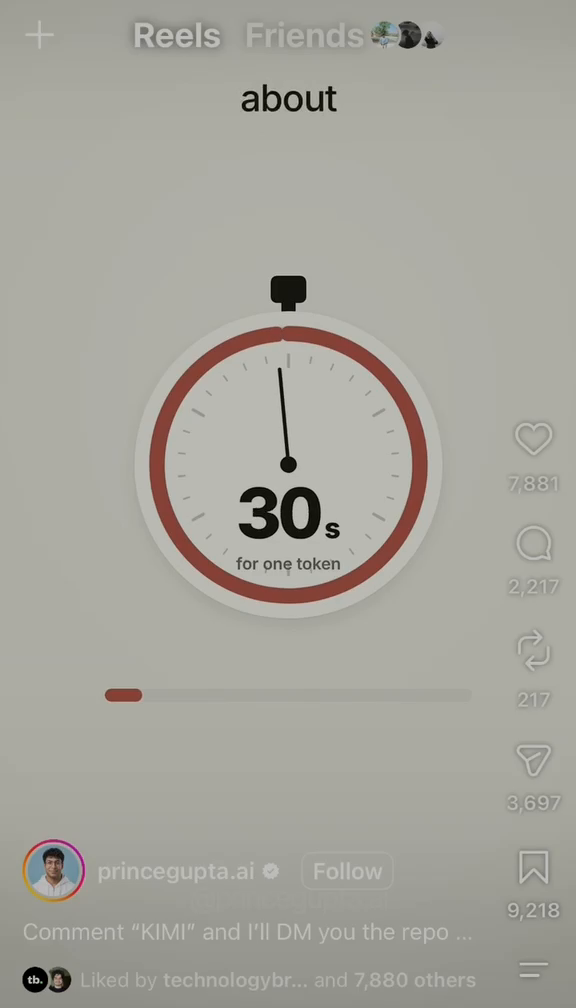 Reels Friends
about
30s
for one token
7,881
2,217
217
3,697
9,218
princegupta.ai Follow
Comment “KIMI” and I’ll DM you the repo ...
tb. Liked by technologybr... and 7,880 others